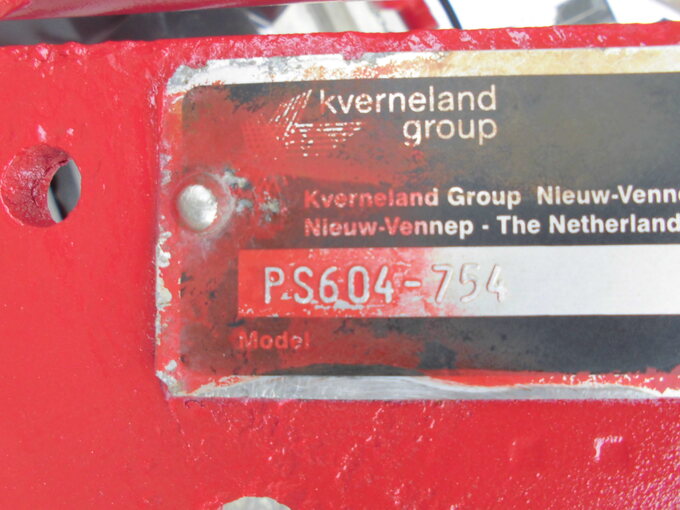 kverneland
group
Kverneland Group Nieuw-Venne
Nieuw-Vennep - The Netherland
PS604-754
Model